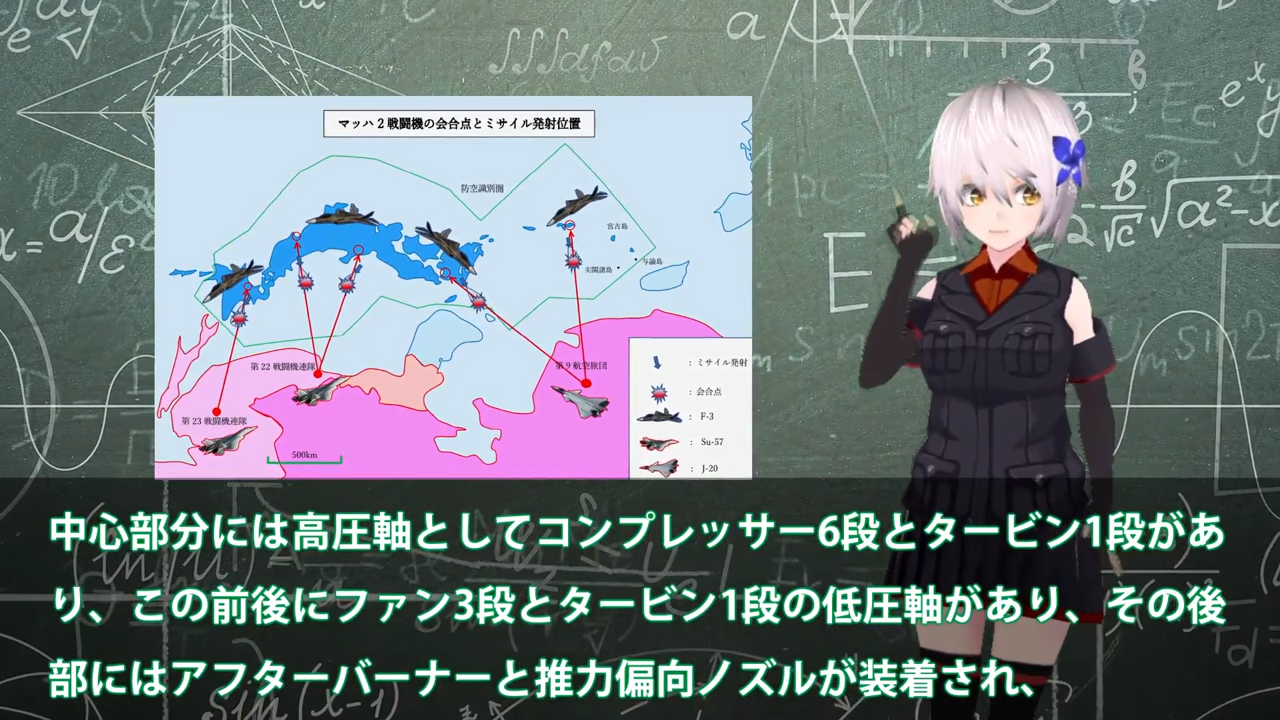 マッハ2戦闘機の会合点とミサイル発射位置
防空識別圏
宮古島
与論島
尖閣諸島
第22戦闘機連隊
第9航空旅団
第23戦闘機連隊
500km
：ミサイル発射
：会合点
：F-3
：Su-57
：J-20
中心部分には高圧軸としてコンプレッサー6段とタービン1段があ
り、この前後にファン3段とタービン1段の低圧軸があり、その後
部にはアフターバーナーと推力偏向ノズルが装着され、